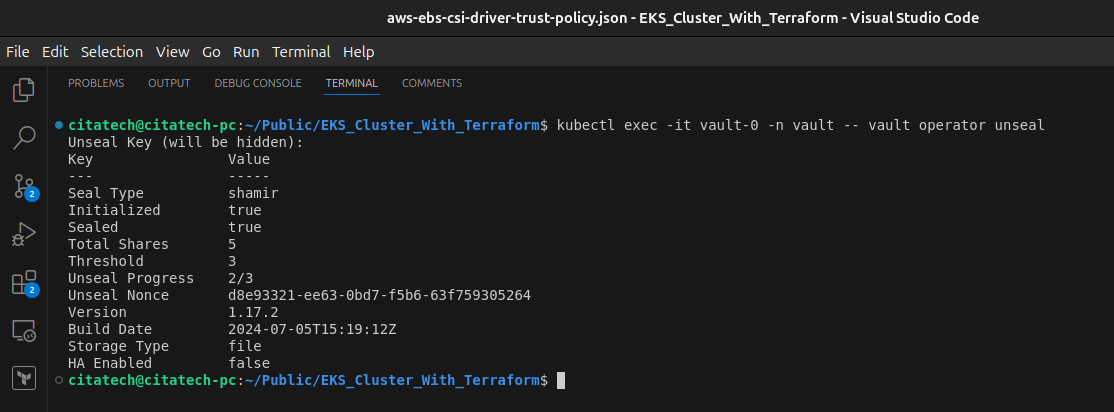 aws-ebs-csi-driver-trust-policy.json - EKS_Cluster_With_Terraform - Visual Studio Code
File Edit Selection View Go Run Terminal Help
PROBLEMS OUTPUT DEBUG CONSOLE TERMINAL COMMENTS
citatech@citatech-pc:~/Public/EKS_Cluster_With_Terraform$ kubectl exec -it vault-0 -n vault -- vault operator unseal
Unseal Key (will be hidden):
Key Value
--- -----
Seal Type shamir
Initialized true
Sealed true
Total Shares 5
Threshold 3
Unseal Progress 2/3
Unseal Nonce d8e93321-ee63-0bd7-f5b6-63f759305264
Version 1.17.2
Build Date 2024-07-05T15:19:12Z
Storage Type file
HA Enabled false
citatech@citatech-pc:~/Public/EKS_Cluster_With_Terraform$
2
2